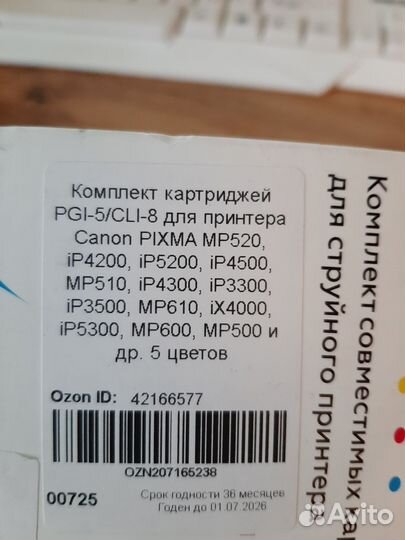 Комплект картриджей
PGI-5/CLI-8 для принтера
Canon PIXMA MP520,
iP4200, iP5200, iP4500,
MP510, iP4300, iP3300,
iP3500, MP610, iX4000,
iP5300, MP600, MP500 и
др. 5 цветов
Ozon ID: 42166577
OZN207165238
00725
Срок годности 36 месяцев
Годен до 01.07.2026
Комплект совместимых
для струйного принтера
Avito